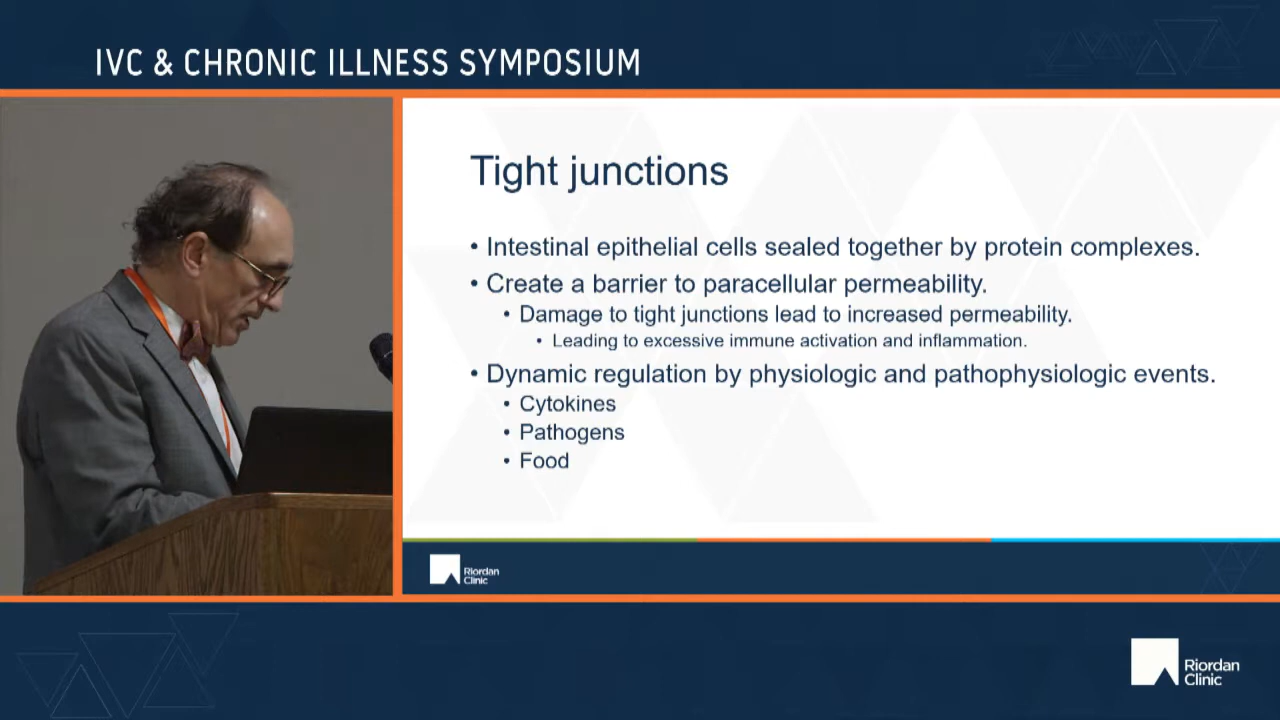 IVC & CHRONIC ILLNESS SYMPOSIUM
Tight junctions
• Intestinal epithelial cells sealed together by protein complexes.
• Create a barrier to paracellular permeability.
• Damage to tight junctions lead to increased permeability.
• Leading to excessive immune activation and inflammation.
• Dynamic regulation by physiologic and pathophysiologic events.
• Cytokines
• Pathogens
• Food
Riordan
Clinic
Riordan
Clinic